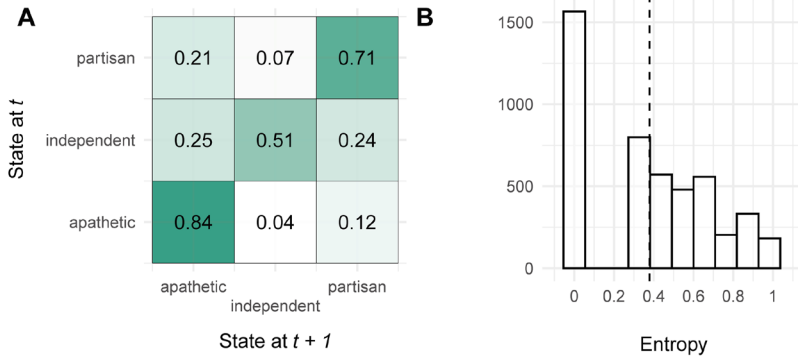 A
partisan
0.21 0.07 0.71
independent
0.25 0.51 0.24
apathetic
0.84 0.04 0.12
State at t
apathetic
independent
partisan
State at t + 1
B
1500
1000
500
0
0 0.2 0.4 0.6 0.8 1
Entropy